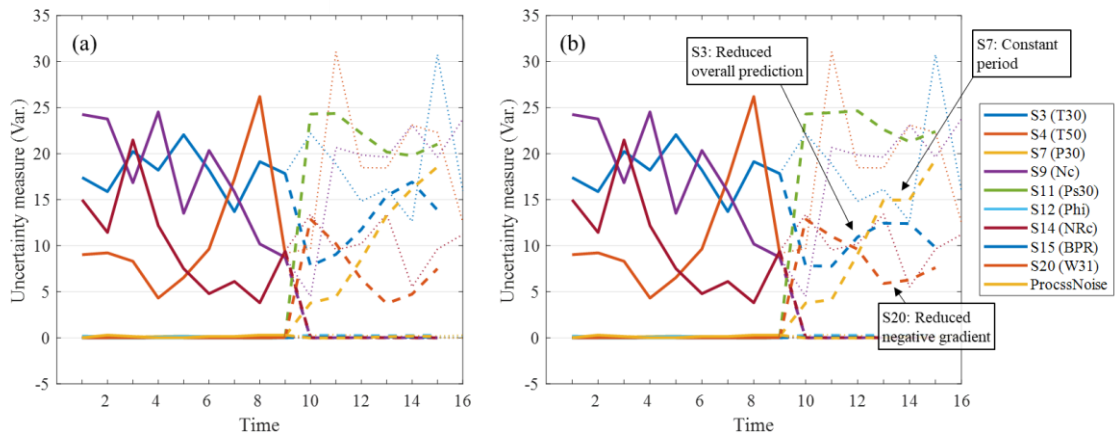 (a)
35
30
25
20
15
10
5
0
-5
2 4 6 8 10 12 14 16
Time
Uncertainty measure (Var.)
(b)
35
30
25
20
15
10
5
0
-5
2 4 6 8 10 12 14 16
Time
Uncertainty measure (Var.)
S3: Reduced
overall prediction
S7: Constant
period
S20: Reduced
negative gradient
S3 (T30)
S4 (T50)
S7 (P30)
S9 (Nc)
S11 (Ps30)
S12 (Phi)
S14 (NRc)
S15 (BPR)
S20 (W31)
ProcssNoise